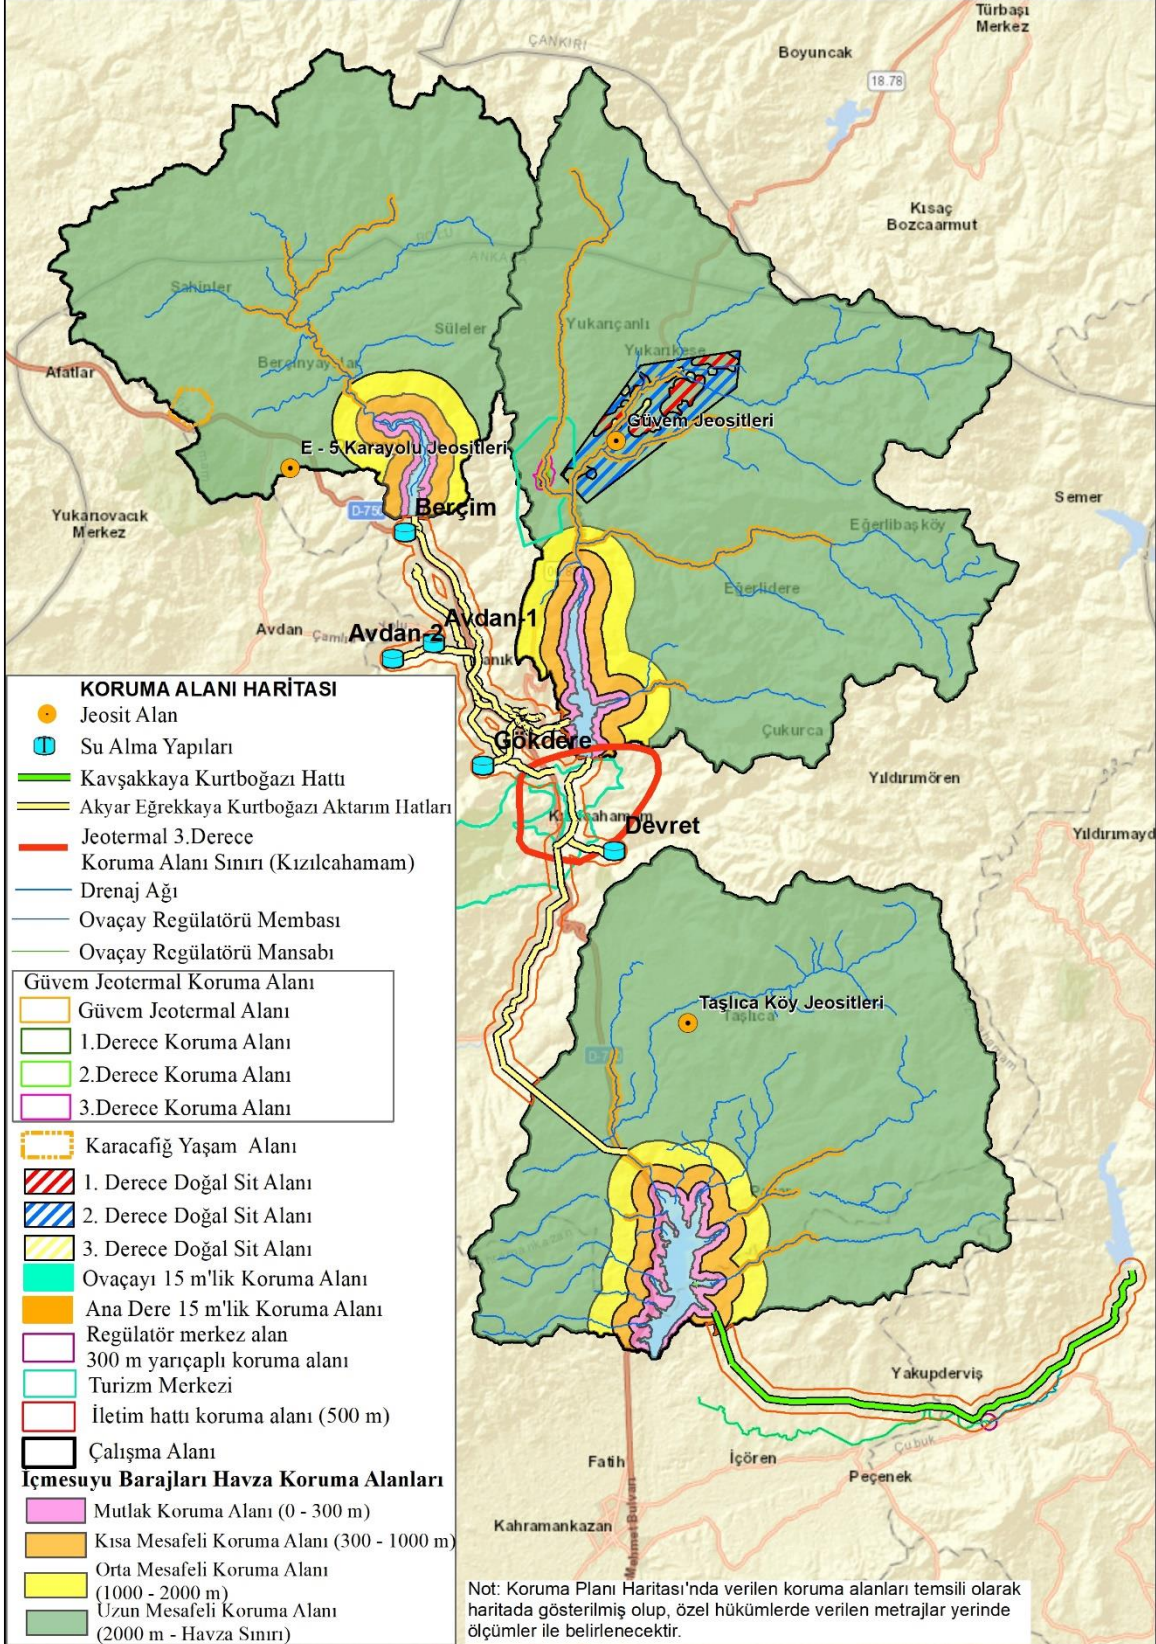 Türbaşı
Merkez
ÇANKIRI
Boyuncak
18.78
Kısaç
Bozcaarmut
BOLU
ANKARA
Şahinler
Süleler
Yukarıçanlı
Yukarıkese
Berçinyayalar
Afatlar
Güvem Jeositleri
E - 5 Karayolu Jeositleri
Semer
Yukarıovacık
Merkez
D-750
Berçim
Eğerlibaşköy
Eğerlidere
Avdan-1
Avdan-2
Avdan
Çukurca
Gökdere
Yıldırımören
Devret
Yıldırımayd
Taşlıca Köy Jeositleri
Taşlıca
Yakupderviş
İçören
Çubuk
Peçenek
Fatih
Kahramankazan
Mehmet Bulvarı
KORUMA ALANI HARİTASI
Jeosit Alan
Su Alma Yapıları
Kavşakkaya Kurtboğazı Hattı
Akyar Eğrekkaya Kurtboğazı Aktarım Hatları
Jeotermal 3.Derece
Koruma Alanı Sınırı (Kızılcahamam)
Drenaj Ağı
Ovaçay Regülatörü Membası
Ovaçay Regülatörü Mansabı
Güvem Jeotermal Koruma Alanı
Güvem Jeotermal Alanı
1.Derece Koruma Alanı
2.Derece Koruma Alanı
3.Derece Koruma Alanı
Karacafiğ Yaşam Alanı
1. Derece Doğal Sit Alanı
2. Derece Doğal Sit Alanı
3. Derece Doğal Sit Alanı
Ovaçayı 15 m'lik Koruma Alanı
Ana Dere 15 m'lik Koruma Alanı
Regülatör merkez alan
300 m yarıçaplı koruma alanı
Turizm Merkezi
İletim hattı koruma alanı (500 m)
Çalışma Alanı
İçmesuyu Barajları Havza Koruma Alanları
Mutlak Koruma Alanı (0 - 300 m)
Kısa Mesafeli Koruma Alanı (300 - 1000 m)
Orta Mesafeli Koruma Alanı
(1000 - 2000 m)
Uzun Mesafeli Koruma Alanı
(2000 m - Havza Sınırı)
Not: Koruma Planı Haritası'nda verilen koruma alanları temsili olarak
haritada gösterilmiş olup, özel hükümlerde verilen metrajlar yerinde
ölçümler ile belirlenecektir.